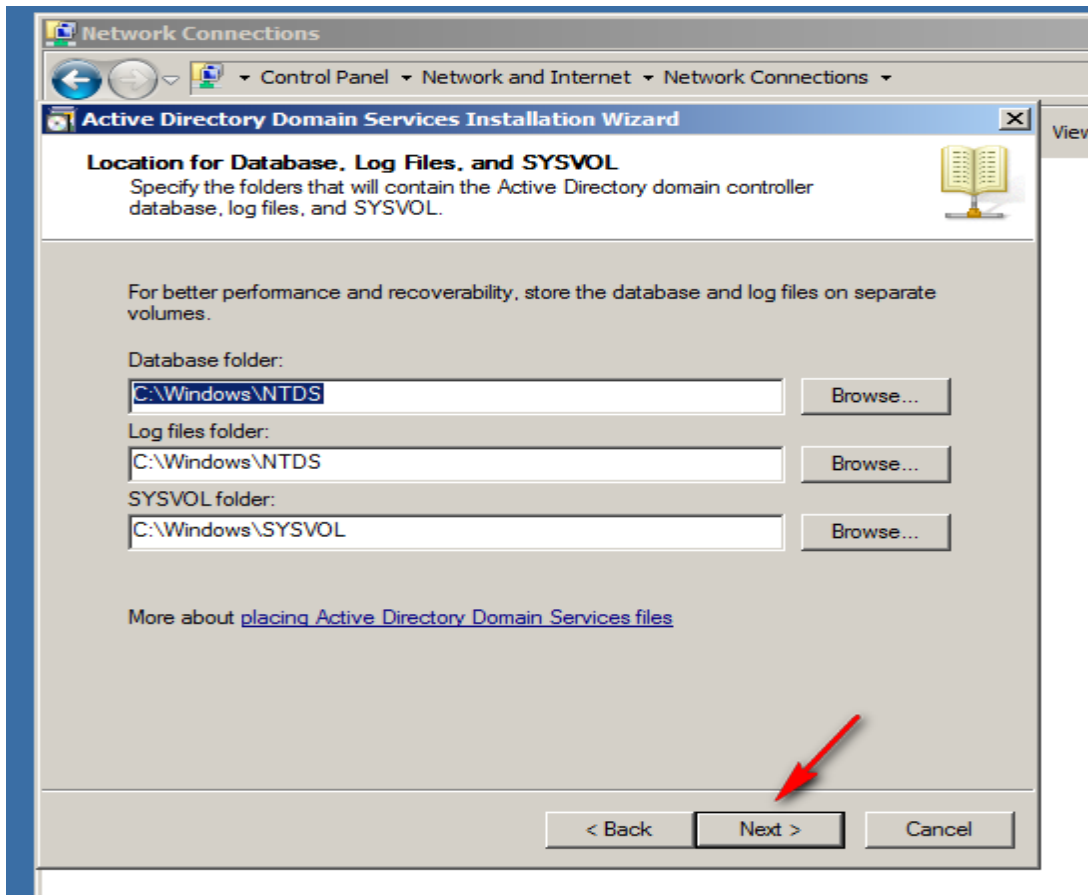 Network Connections
Control Panel Network and Internet Network Connections
Active Directory Domain Services Installation Wizard
View
Location for Database, Log Files, and SYSVOL
Specify the folders that will contain the Active Directory domain controller
database, log files, and SYSVOL.
For better performance and recoverability, store the database and log files on separate
volumes.
Database folder:
C:\Windows\NTDS Browse...
Log files folder:
C:\Windows\NTDS Browse...
SYSVOL folder:
C:\Windows\SYSVOL Browse...
More about placing Active Directory Domain Services files
< Back Next > Cancel